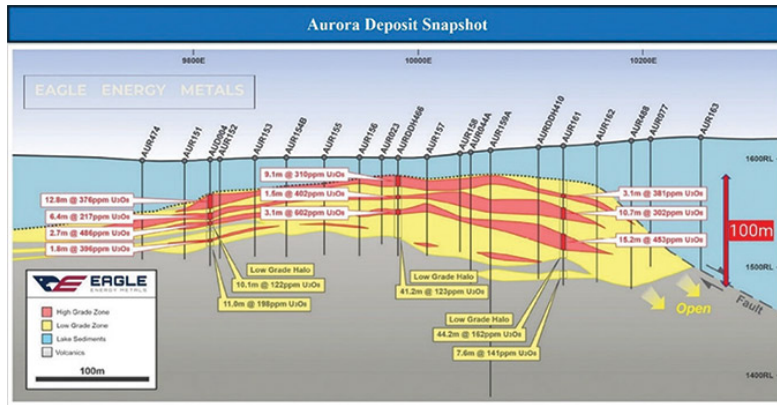 Aurora Deposit Snapshot
9800E
10000E
10200E
EAGLE ENERGY METALS
AUR474
AUR151
AUD004
AUR152
AUR153
AUR154B
AUR155
AUR156
AUR023
AURDDH466
AUR157
AUR158
AUR044A
AUR159A
AURDDH410
AUR161
AUR162
AUR488
AUR077
AUR163
1600RL
9.1m @ 310ppm U₃O₈
1.5m @ 402ppm U₃O₈
3.1m @ 602ppm U₃O₈
12.8m @ 376ppm U₃O₈
6.4m @ 217ppm U₃O₈
2.7m @ 486ppm U₃O₈
1.8m @ 396ppm U₃O₈
3.1m @ 381ppm U₃O₈
10.7m @ 302ppm U₃O₈
15.2m @ 453ppm U₃O₈
100m
1500RL
Low Grade Halo
10.1m @ 122ppm U₃O₈
11.0m @ 198ppm U₃O₈
Low Grade Halo
41.2m @ 123ppm U₃O₈
Low Grade Halo
44.2m @ 162ppm U₃O₈
7.6m @ 141ppm U₃O₈
Open
Fault
1400RL
EAGLE
ENERGY METALS
High Grade Zone
Low Grade Zone
Lake Sediments
Volcanics
100m